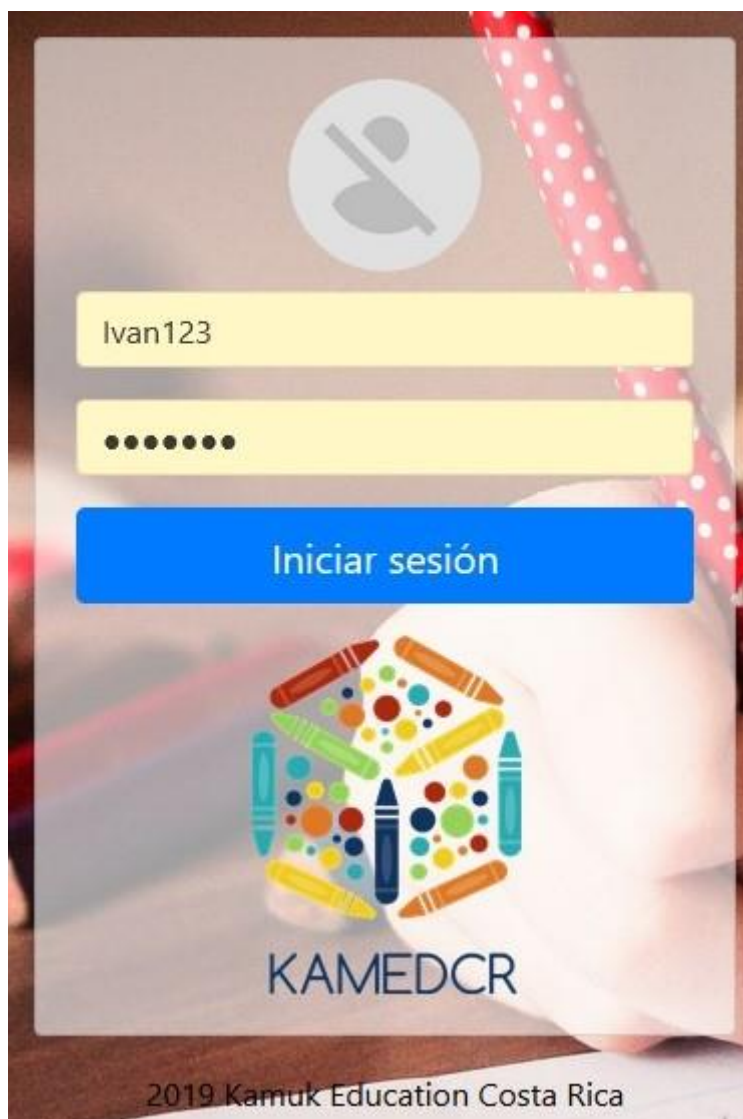 Ivan123
•••••••
Iniciar sesión
KAMEDCR
2019 Kamuk Education Costa Rica